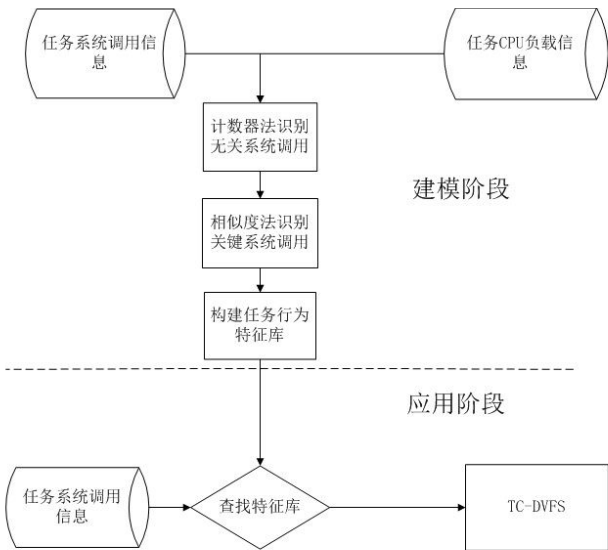 任务系统调用信
息
任务CPU负载信
息
计数器法识别
无关系统调用
建模阶段
相似度法识别
关键系统调用
构建任务行为
特征库
应用阶段
任务系统调用
信息
查找特征库
TC-DVFS